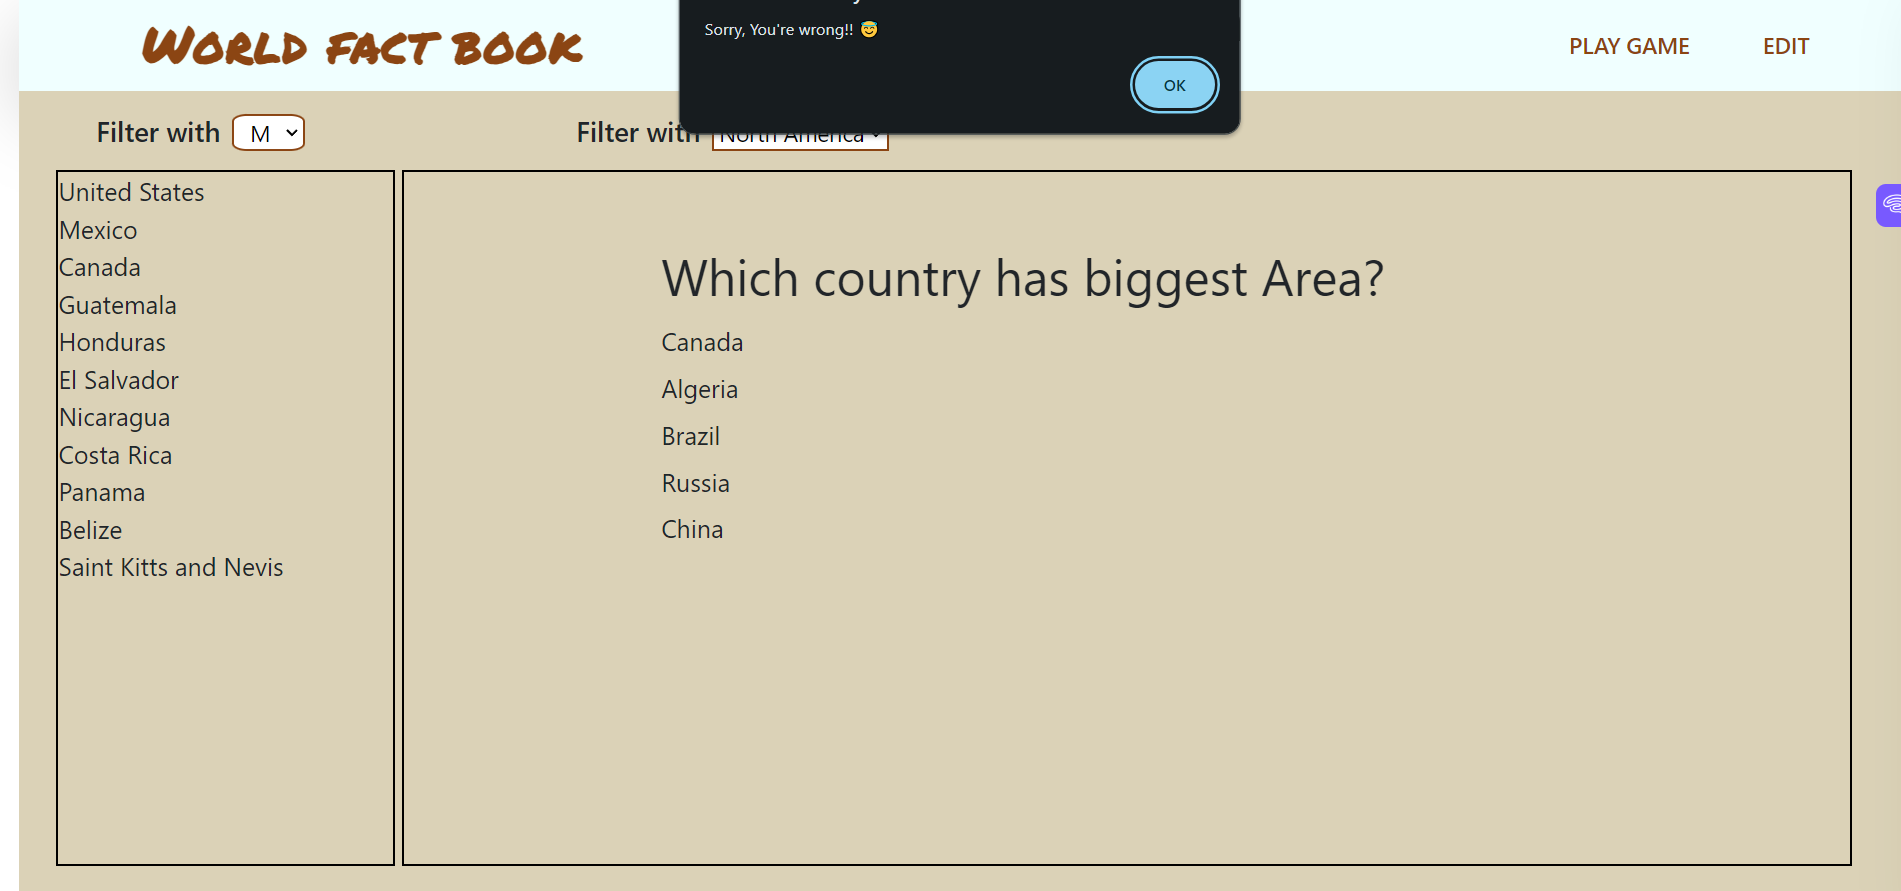 World fact book
Sorry, You're wrong!! 😇
OK
PLAY GAME
EDIT
Filter with M
Filter with North America
United States
Mexico
Canada
Guatemala
Honduras
El Salvador
Nicaragua
Costa Rica
Panama
Belize
Saint Kitts and Nevis
Which country has biggest Area?
Canada
Algeria
Brazil
Russia
China